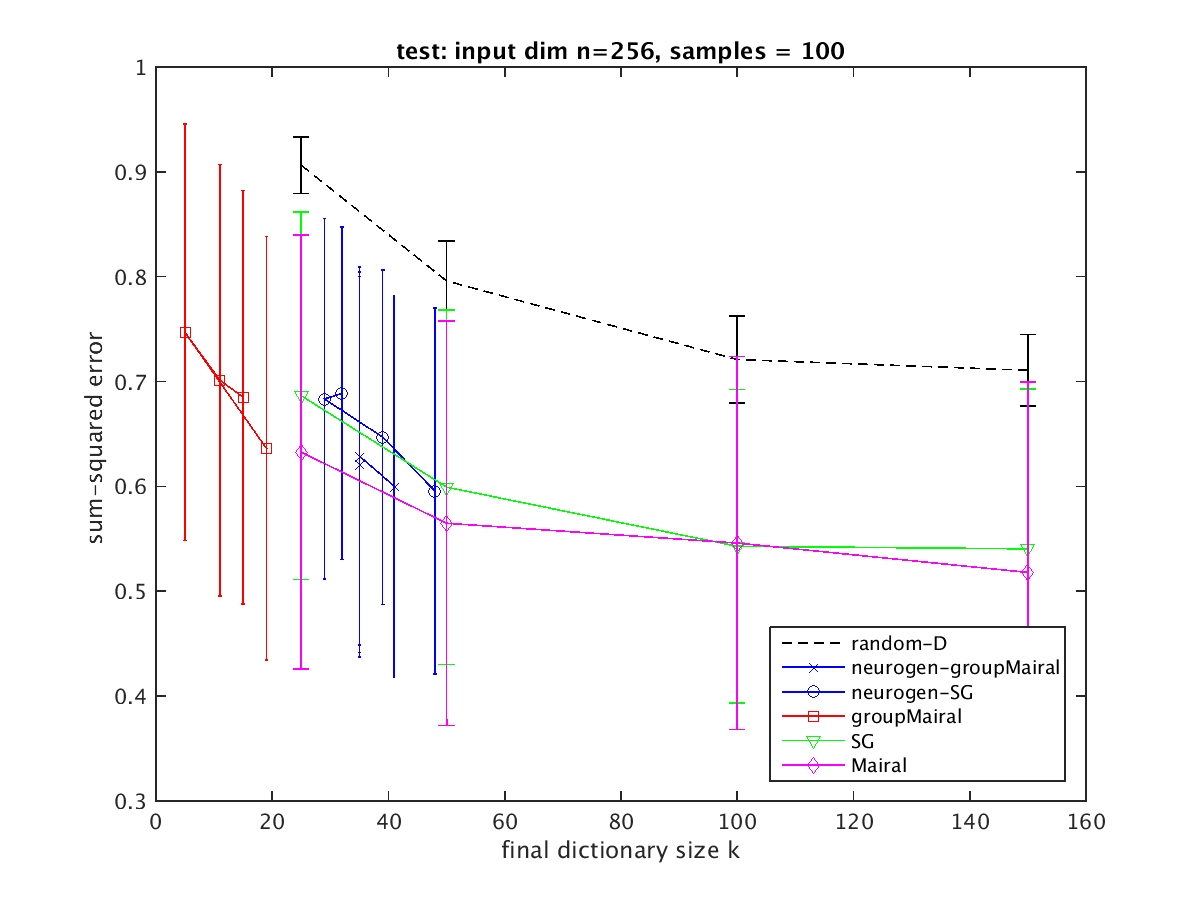 test: input dim n=256, samples = 100
1
0.9
0.8
0.7
0.6
0.5
0.4
0.3
sum-squared error
random-D
neurogen-groupMairal
neurogen-SG
groupMairal
SG
Mairal
0 20 40 60 80 100 120 140 160
final dictionary size k